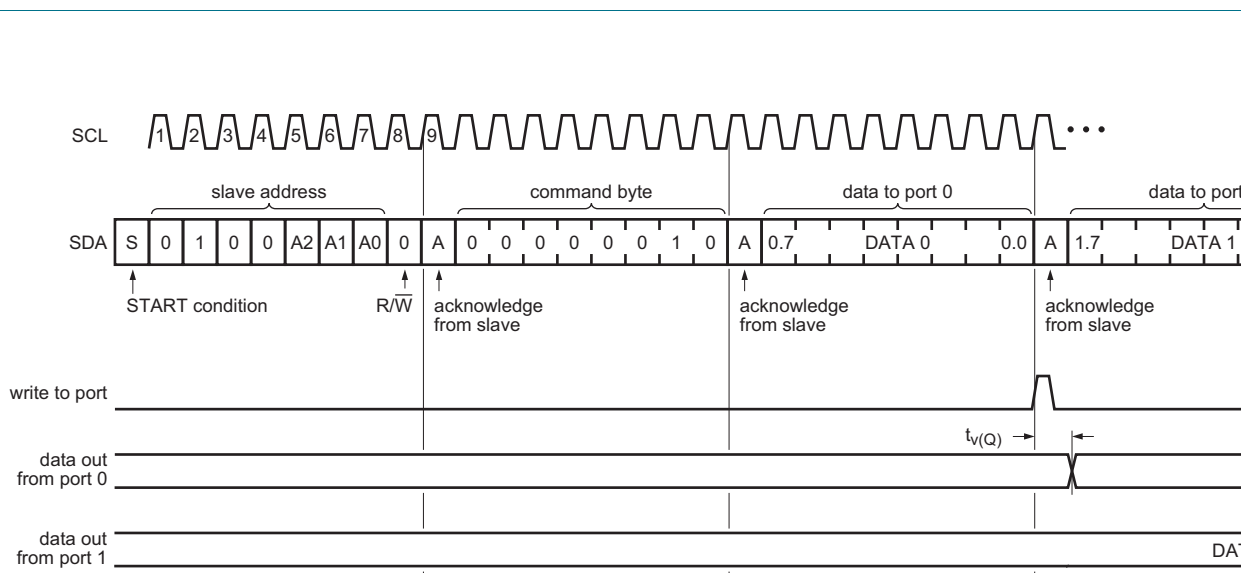 SCL 1 2 3 4 5 6 7 8 9 • • •
slave address command byte data to port 0 data to port
SDA S 0 1 0 0 A2 A1 A0 0 A 0 0 0 0 0 0 1 0 A 0.7 DATA 0 0.0 A 1.7 DATA 1
START condition R/W̅ acknowledge acknowledge acknowledge
from slave from slave from slave
write to port
tv(Q)
data out
from port 0
data out
from port 1
DAT